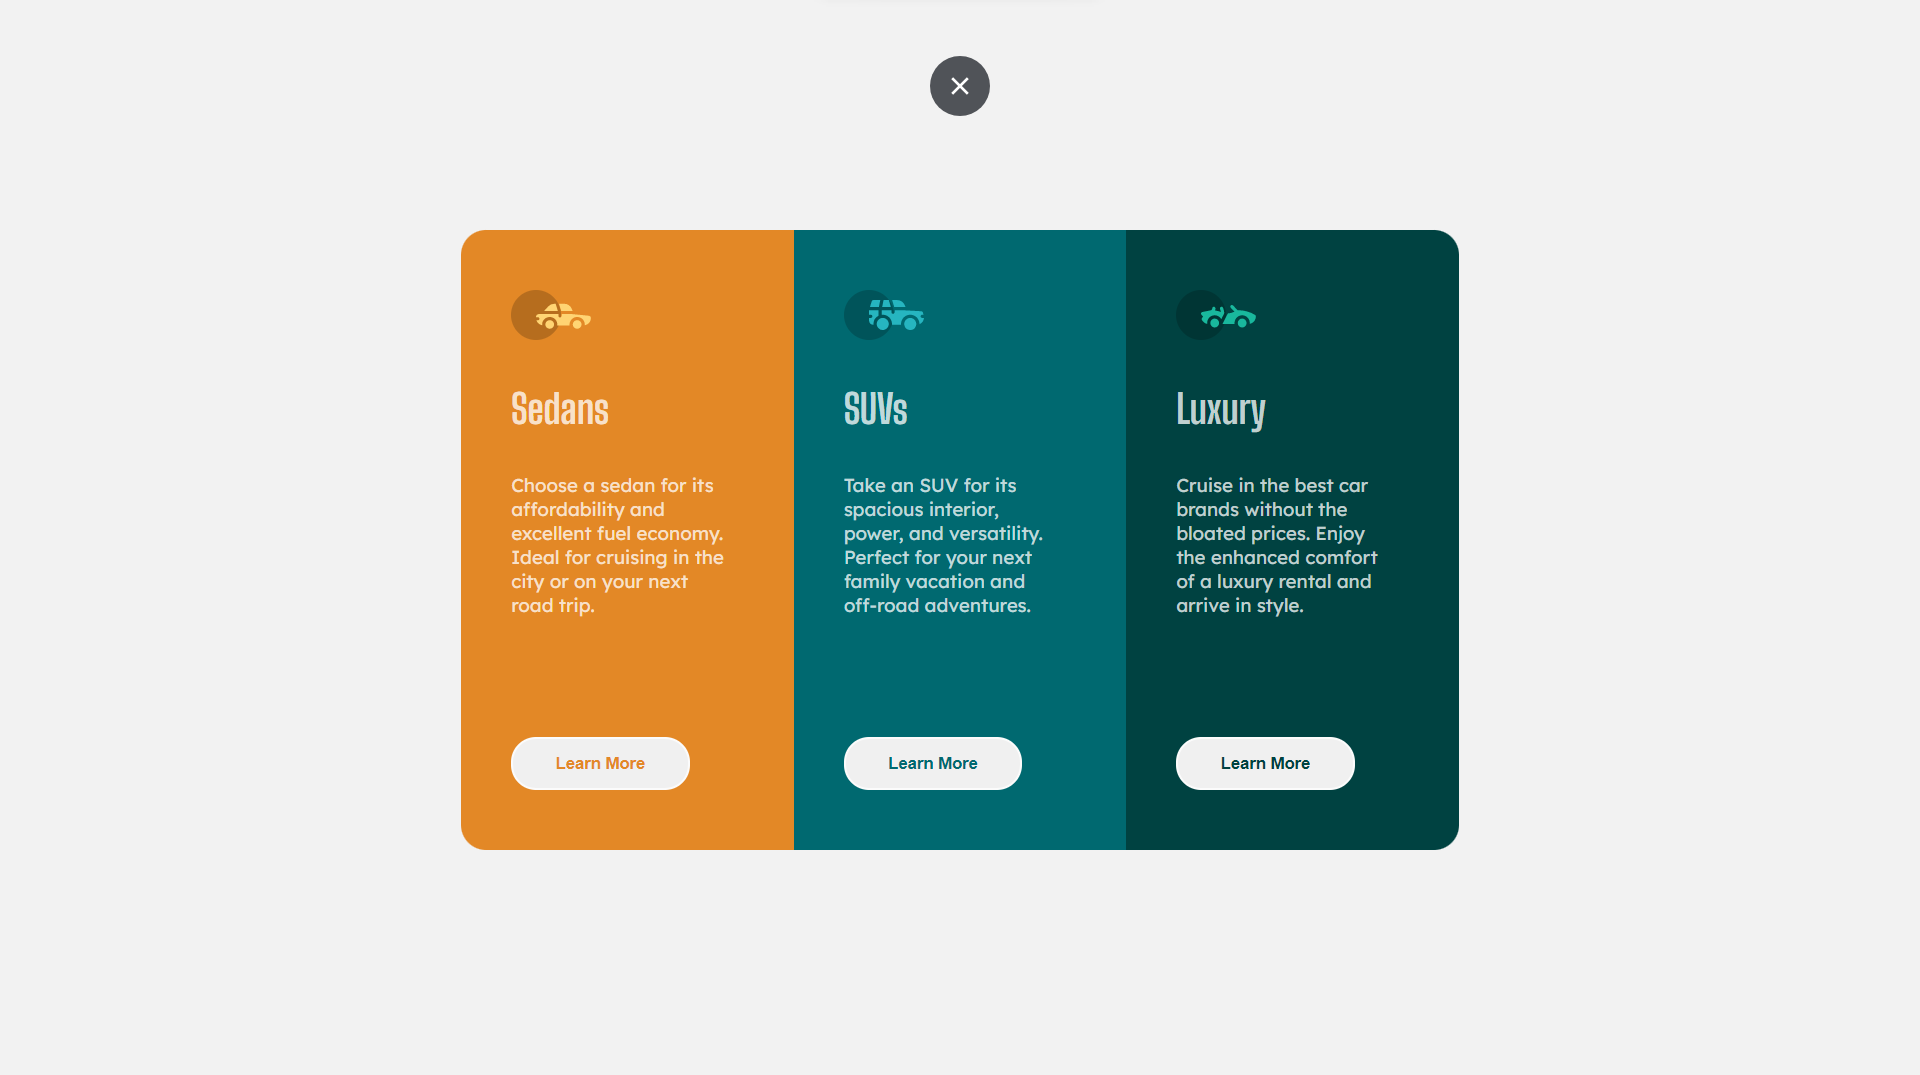 Sedans
Choose a sedan for its
affordability and
excellent fuel economy.
Ideal for cruising in the
city or on your next
road trip.
Learn More
SUVs
Take an SUV for its
spacious interior,
power, and versatility.
Perfect for your next
family vacation and
off-road adventures.
Learn More
Luxury
Cruise in the best car
brands without the
bloated prices. Enjoy
the enhanced comfort
of a luxury rental and
arrive in style.
Learn More